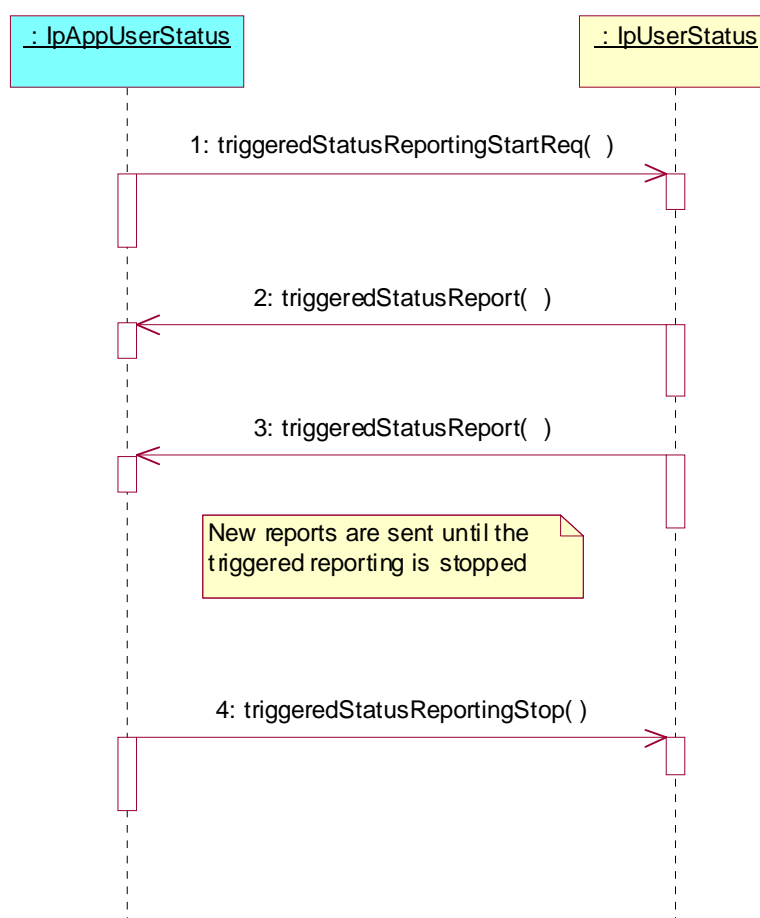 : IpAppUserStatus
: IpUserStatus
1: triggeredStatusReportingStartReq( )
2: triggeredStatusReport( )
3: triggeredStatusReport( )
New reports are sent until the
triggered reporting is stopped
4: triggeredStatusReportingStop( )